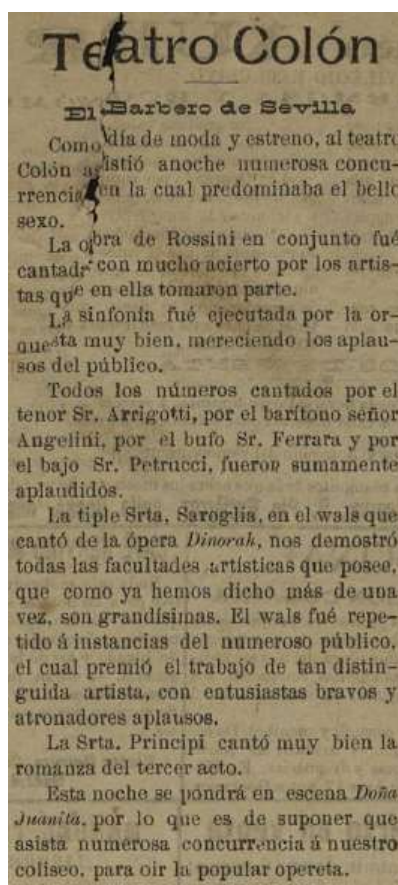 Teatro Colón
El Barbero de Sevilla
Como día de moda y estreno, al teatro
Colón asistió anoche numerosa concu-
rrencia en la cual predominaba el bello
sexo.
La obra de Rossini en conjunto fué
cantada con mucho acierto por los artis-
tas que en ella tomaron parte.
La sinfonía fué ejecutada por la or-
questa muy bien, mereciendo los aplau-
sos del público.
Todos los números cantados por el
tenor Sr. Arrigotti, por el barítono señor
Angelini, por el bufo Sr. Ferrara y por
el bajo Sr. Petrucci, fueron sumamente
aplaudidos.
La tiple Srta. Saroglia, en el wals que
cantó de la ópera Dinorah, nos demostró
todas las facultades artísticas que posee,
que como ya hemos dicho más de una
vez, son grandísimas. El wals fué repe-
tido á instancias del numeroso público,
el cual premió el trabajo de tan distin-
guida artista, con entusiastas bravos y
atronadores aplausos.
La Srta. Principi cantó muy bien la
romanza del tercer acto.
Esta noche se pondrá en escena Doña
Juanita, por lo que es de suponer que
asista numerosa concurrencia á nuestro
coliseo, para oir la popular opereta.